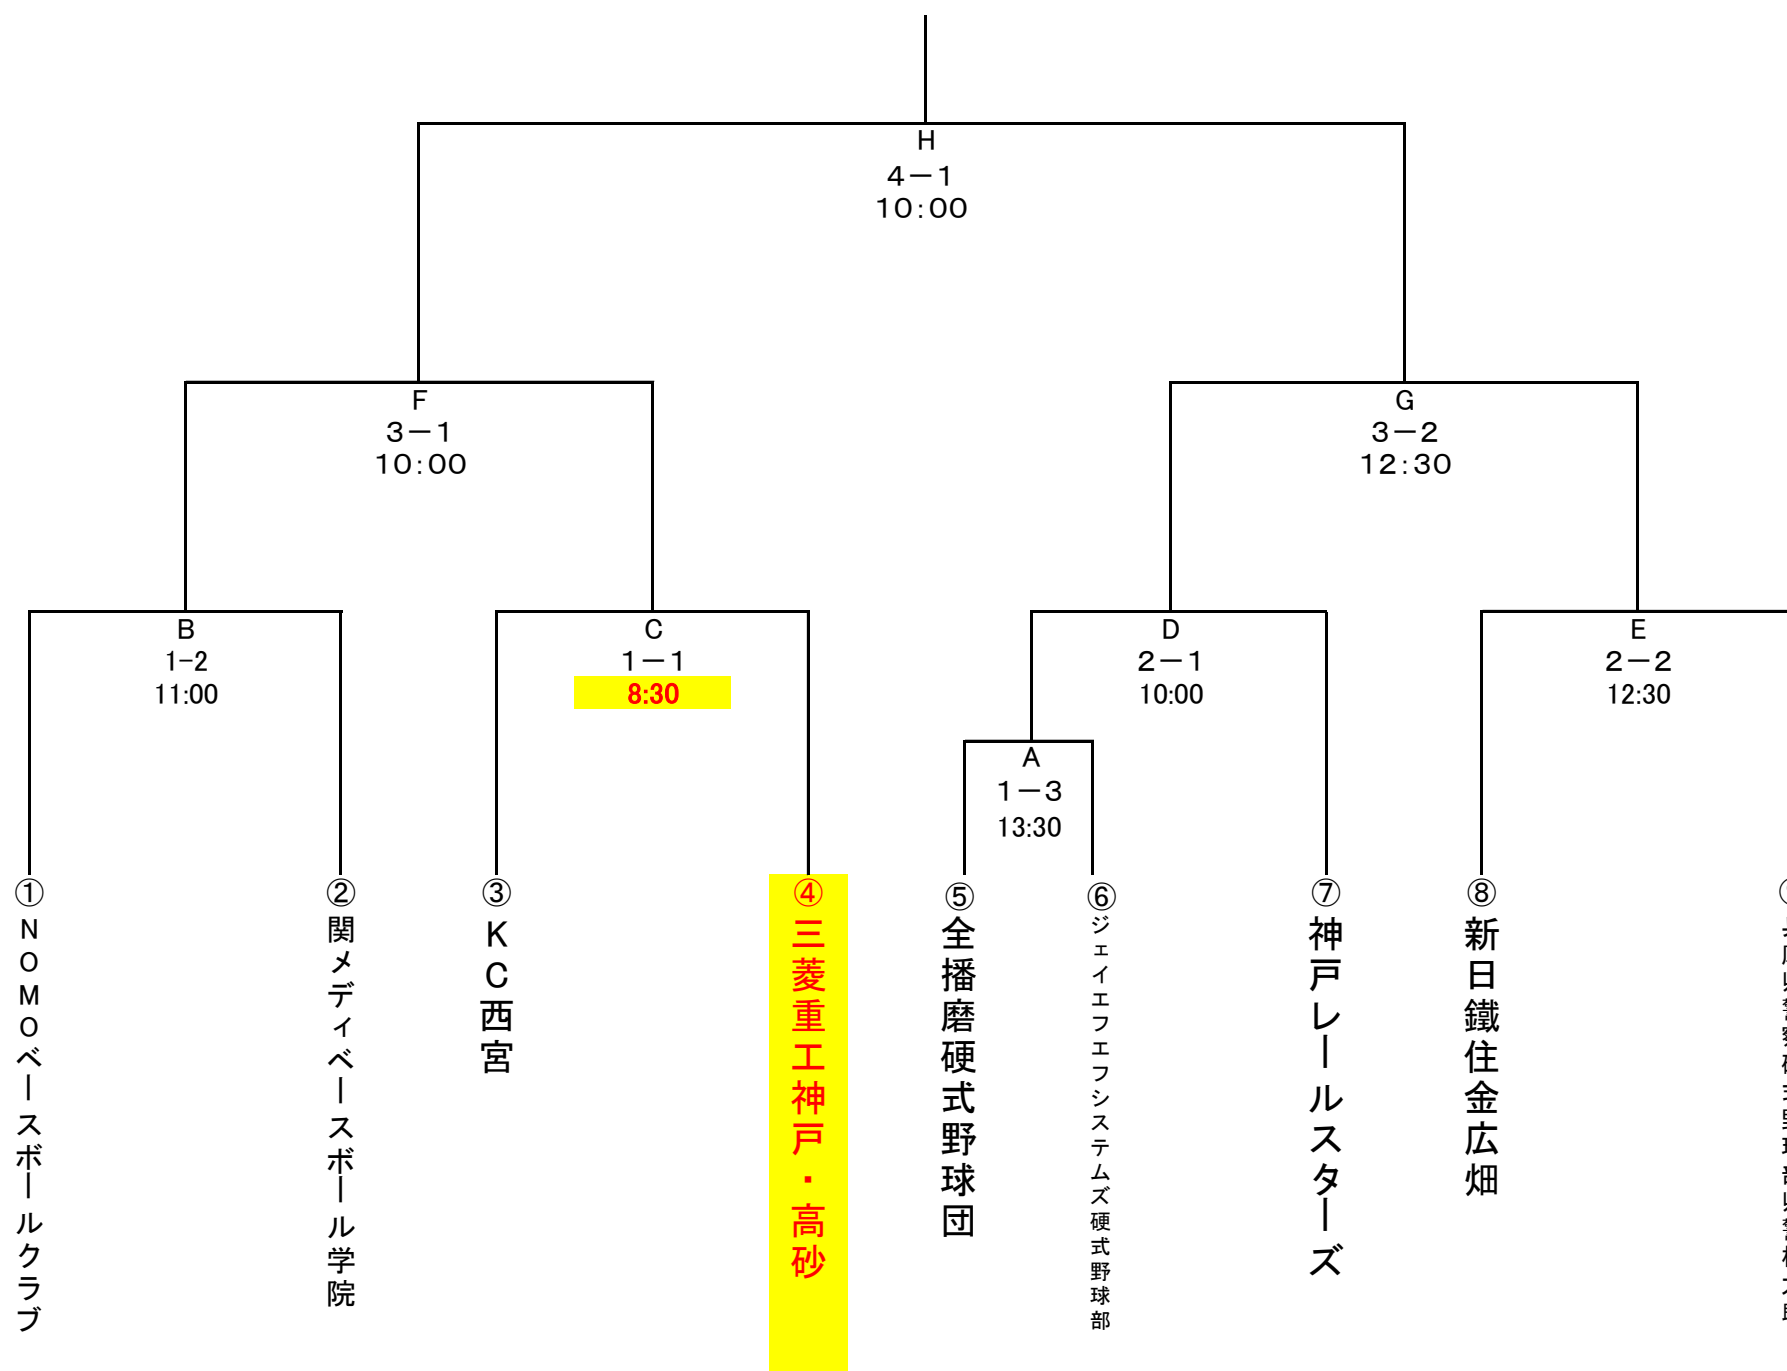 H
4－1
10:00
F
3－1
10:00
G
3－2
12:30
B
1-2
11:00
C
1－1
8:30
D
2－1
10:00
E
2－2
12:30
A
1－3
13:30
①NOMOベースボールクラブ
②関メディベースボール学院
③KC西宮
④三菱重工神戸・高砂
⑤全播磨硬式野球団
⑥ジェイエフエフシステムズ硬式野球部
⑦神戸レールスターズ
⑧新日鐵住金広畑